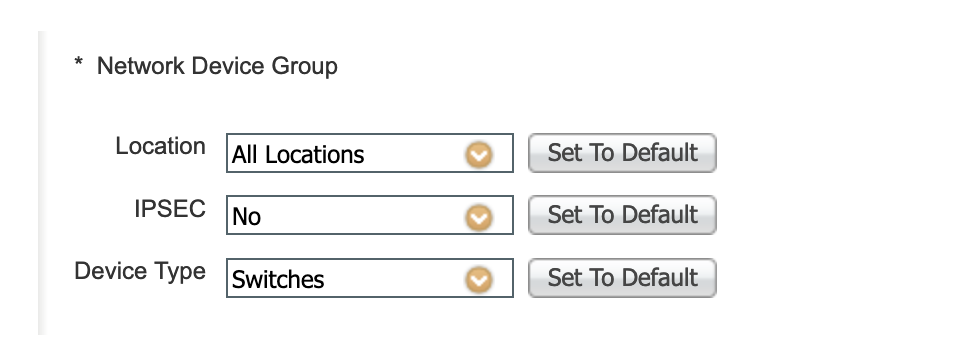 * Network Device Group
Location All Locations Set To Default
IPSEC No Set To Default
Device Type Switches Set To Default